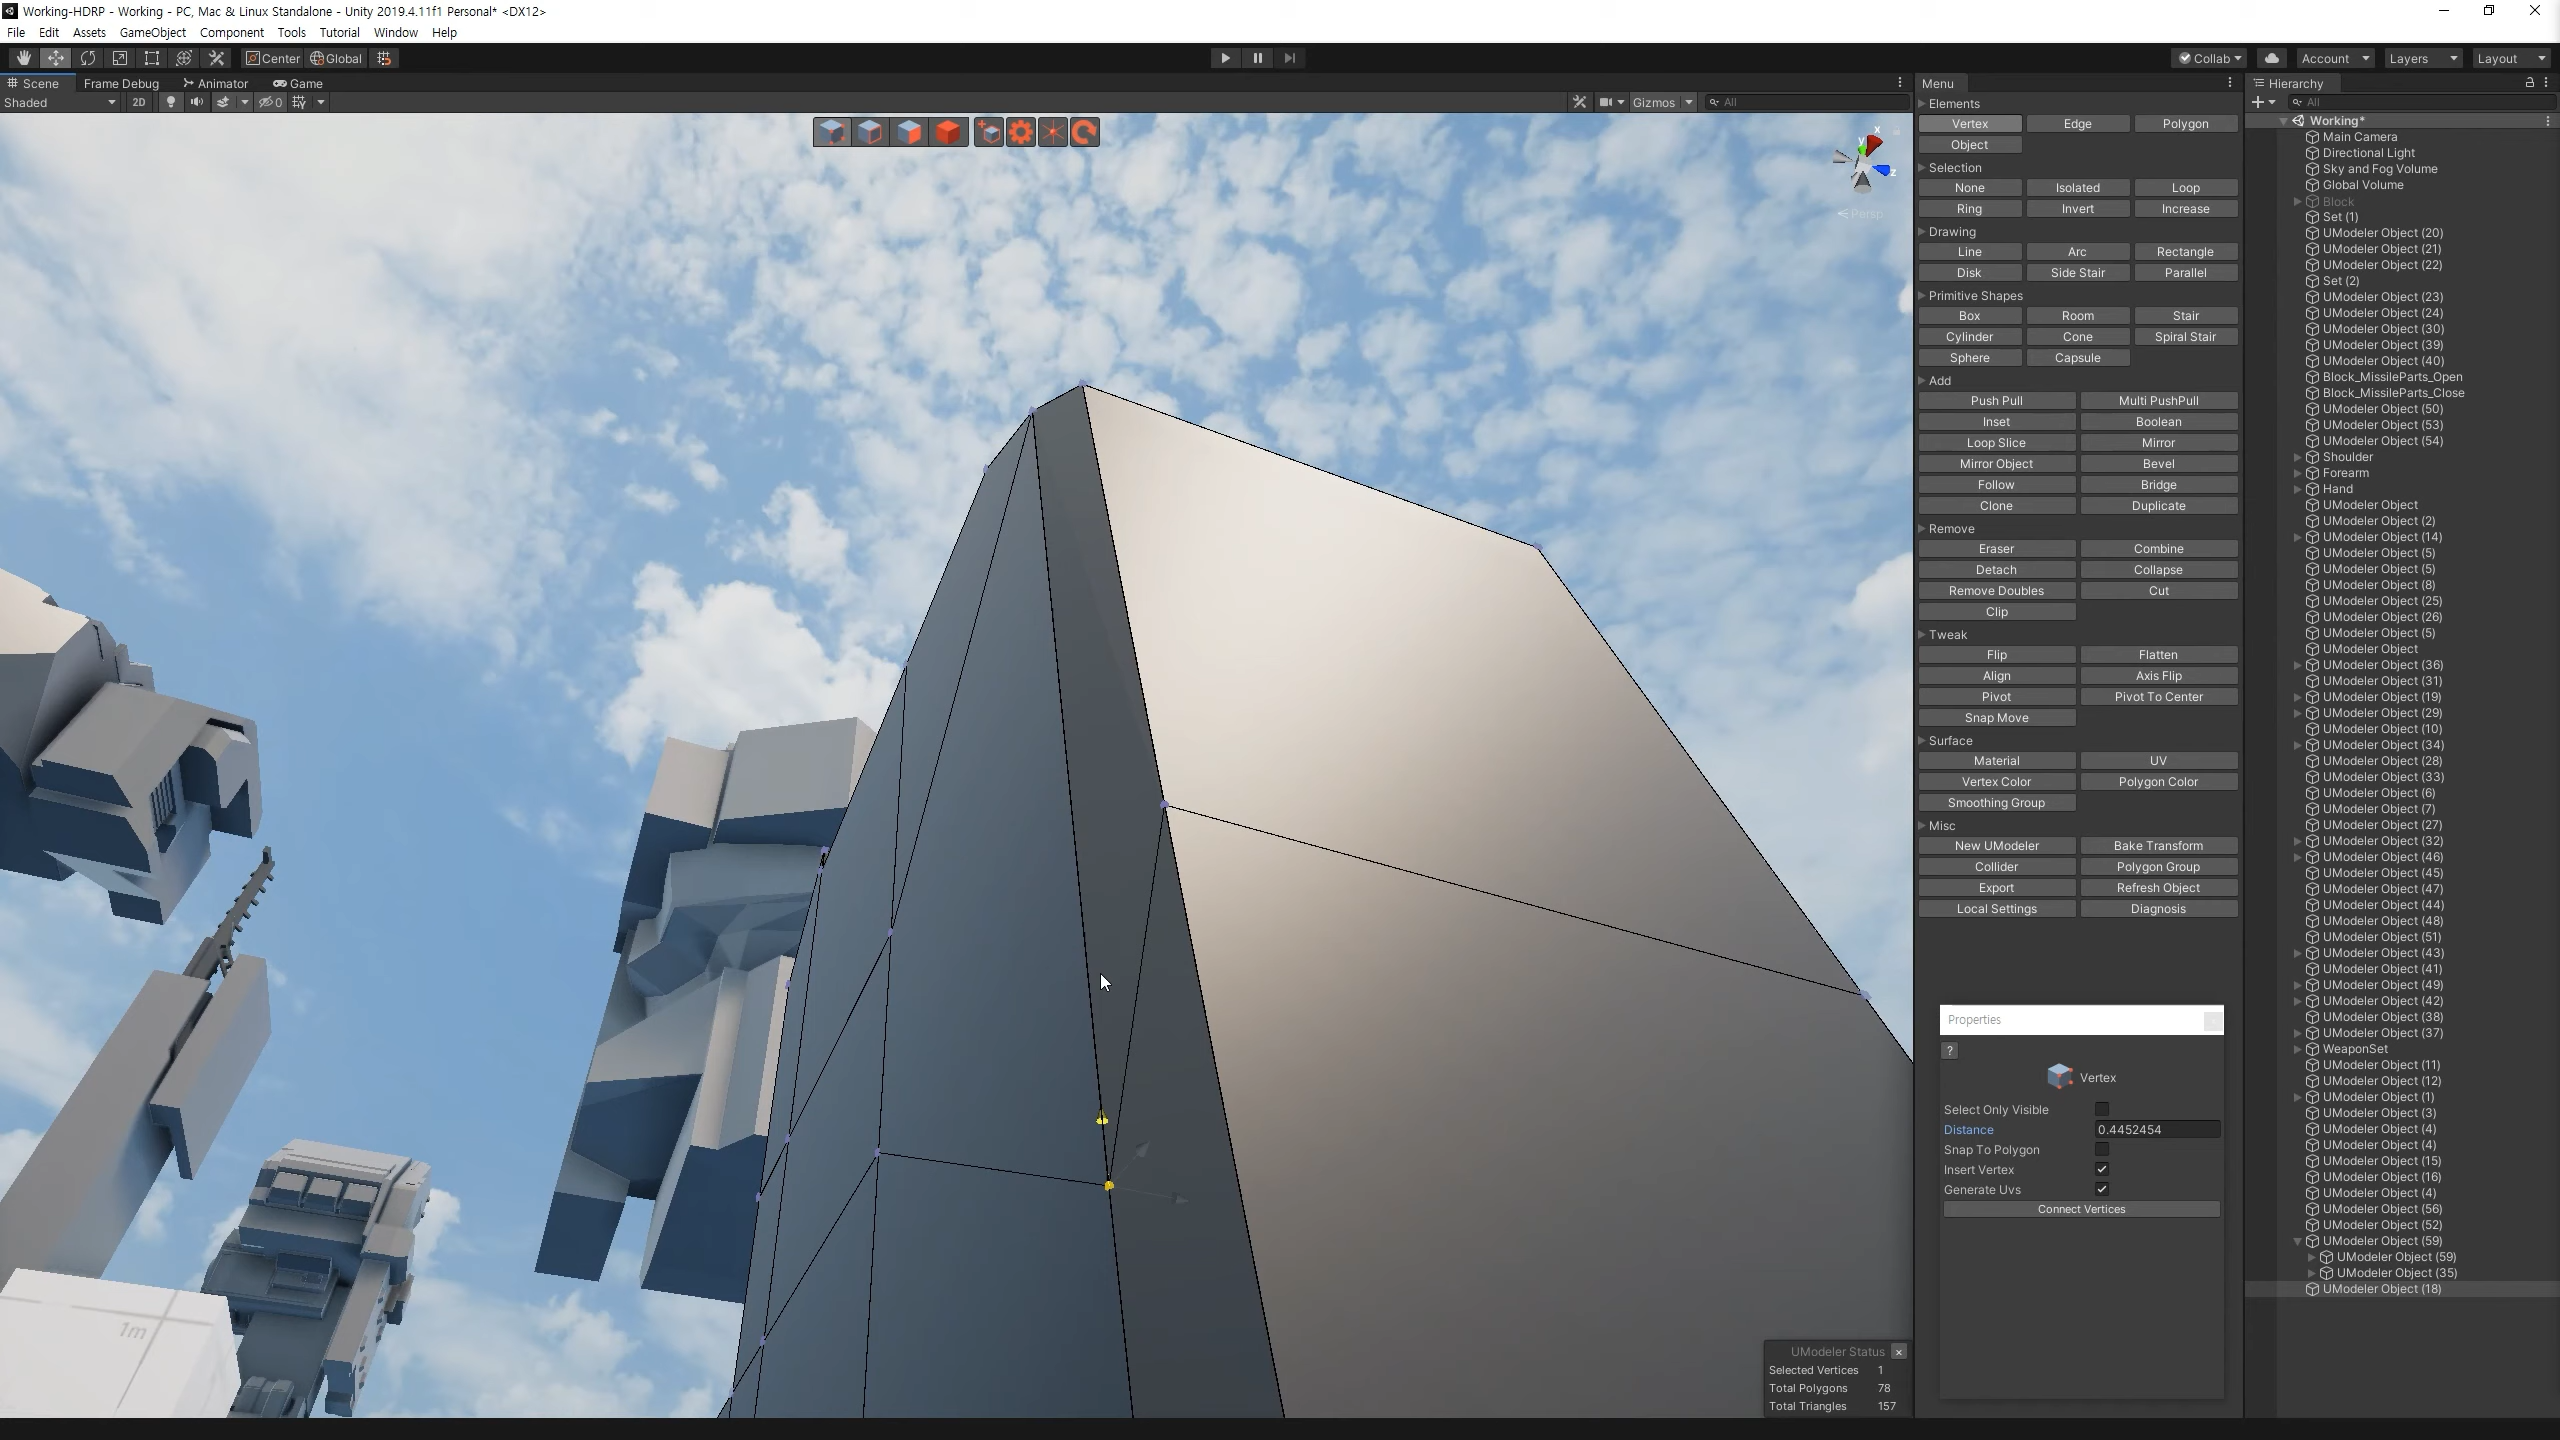 Working-HDRP - Working - PC, Mac & Linux Standalone - Unity 2019.4.11f1 Personal* <DX12>
File Edit Assets GameObject Component Tools Tutorial Window Help
Center Global Collab Account Layers Layout
Scene Frame Debug Animator Game
Shaded 2D 0 Gizmos All
Persp
1m
UModeler Status
Selected Vertices 1
Total Polygons 78
Total Triangles 157
Menu
Elements
Vertex Edge Polygon
Object
Selection
None Isolated Loop
Ring Invert Increase
Drawing
Line Arc Rectangle
Disk Side Stair Parallel
Primitive Shapes
Box Room Stair
Cylinder Cone Spiral Stair
Sphere Capsule
Add
Push Pull Multi PushPull
Inset Boolean
Loop Slice Mirror
Mirror Object Bevel
Follow Bridge
Clone Duplicate
Remove
Eraser Combine
Detach Collapse
Remove Doubles Cut
Clip
Tweak
Flip Flatten
Align Axis Flip
Pivot Pivot To Center
Snap Move
Surface
Material UV
Vertex Color Polygon Color
Smoothing Group
Misc
New UModeler Bake Transform
Collider Polygon Group
Export Refresh Object
Local Settings Diagnosis
Properties
?
Vertex
Select Only Visible
Distance 0.4452454
Snap To Polygon
Insert Vertex
Generate Uvs
Connect Vertices
Hierarchy
All
Working*
Main Camera
Directional Light
Sky and Fog Volume
Global Volume
Block
Set (1)
UModeler Object (20)
UModeler Object (21)
UModeler Object (22)
Set (2)
UModeler Object (23)
UModeler Object (24)
UModeler Object (30)
UModeler Object (39)
UModeler Object (40)
Block_MissileParts_Open
Block_MissileParts_Close
UModeler Object (50)
UModeler Object (53)
UModeler Object (54)
Shoulder
Forearm
Hand
UModeler Object
UModeler Object (2)
UModeler Object (14)
UModeler Object (5)
UModeler Object (5)
UModeler Object (8)
UModeler Object (25)
UModeler Object (26)
UModeler Object (5)
UModeler Object
UModeler Object (36)
UModeler Object (31)
UModeler Object (19)
UModeler Object (29)
UModeler Object (10)
UModeler Object (34)
UModeler Object (28)
UModeler Object (33)
UModeler Object (6)
UModeler Object (7)
UModeler Object (27)
UModeler Object (32)
UModeler Object (46)
UModeler Object (45)
UModeler Object (47)
UModeler Object (44)
UModeler Object (48)
UModeler Object (51)
UModeler Object (43)
UModeler Object (41)
UModeler Object (49)
UModeler Object (42)
UModeler Object (38)
UModeler Object (37)
WeaponSet
UModeler Object (11)
UModeler Object (12)
UModeler Object (1)
UModeler Object (3)
UModeler Object (4)
UModeler Object (4)
UModeler Object (15)
UModeler Object (16)
UModeler Object (4)
UModeler Object (56)
UModeler Object (52)
UModeler Object (59)
UModeler Object (59)
UModeler Object (35)
UModeler Object (18)